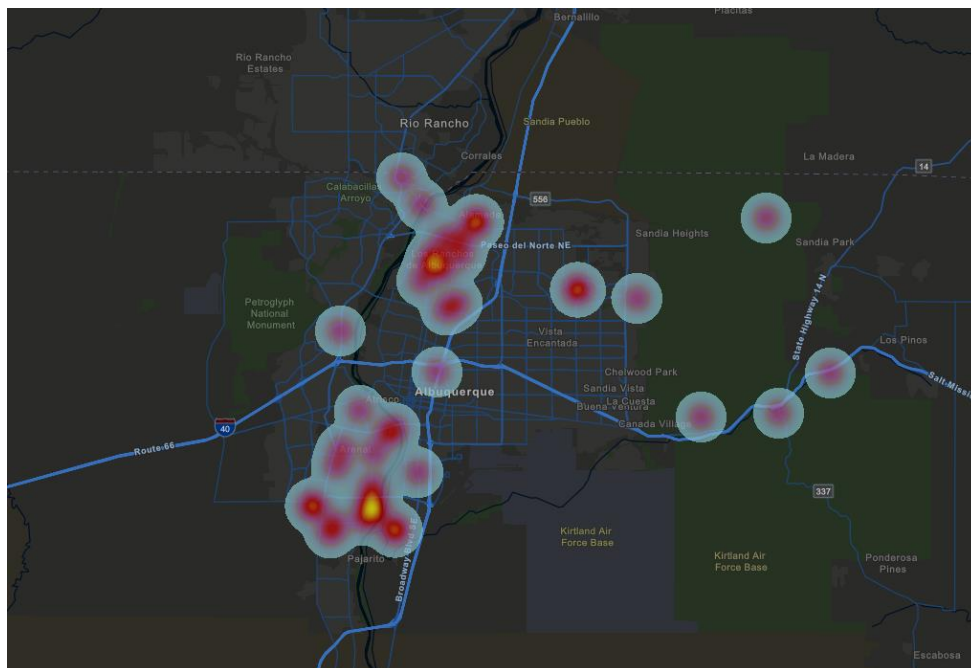 Placitas
Bernalillo
Rio Rancho
Estates
Rio Rancho
Sandia Pueblo
Corrales
La Madera
14
Calabacillas
Arroyo
556
Sandia Heights
Sandia Park
Paseo del Norte NE
Petroglyph
National
Monument
State Highway 14 N
Vista
Encantada
Los Pinos
Chelwood Park
Albuquerque
Sandia Vista
La Cuesta
Buena Ventura
Canada Village
40
Route 66
337
Kirtland Air
Force Base
Kirtland Air
Force Base
Pajarito
Broadway Blvd SE
Ponderosa
Pines
Escabosa